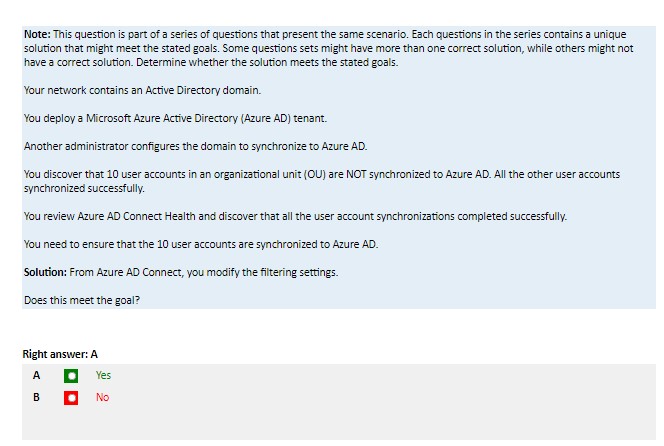 Note: This question is part of a series of questions that present the same scenario. Each questions in the series contains a unique
solution that might meet the stated goals. Some questions sets might have more than one correct solution, while others might not
have a correct solution. Determine whether the solution meets the stated goals.
Your network contains an Active Directory domain.
You deploy a Microsoft Azure Active Directory (Azure AD) tenant.
Another administrator configures the domain to synchronize to Azure AD.
You discover that 10 user accounts in an organizational unit (OU) are NOT synchronized to Azure AD. All the other user accounts
synchronized successfully.
You review Azure AD Connect Health and discover that all the user account synchronizations completed successfully.
You need to ensure that the 10 user accounts are synchronized to Azure AD.
Solution: From Azure AD Connect, you modify the filtering settings.
Does this meet the goal?
Right answer: A
A Yes
B No